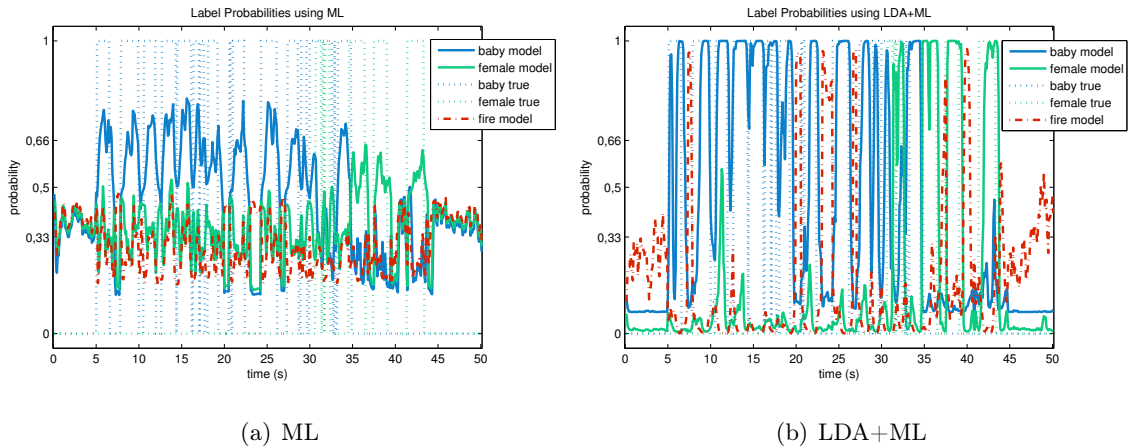 Label Probabilities using ML
1
0,66
0,5
0,33
0
probability
baby model
female model
baby true
female true
fire model
0 5 10 15 20 25 30 35 40 45 50
time (s)
(a) ML
Label Probabilities using LDA+ML
1
0,66
0,5
0,33
0
probability
baby model
female model
baby true
female true
fire model
0 5 10 15 20 25 30 35 40 45 50
time (s)
(b) LDA+ML